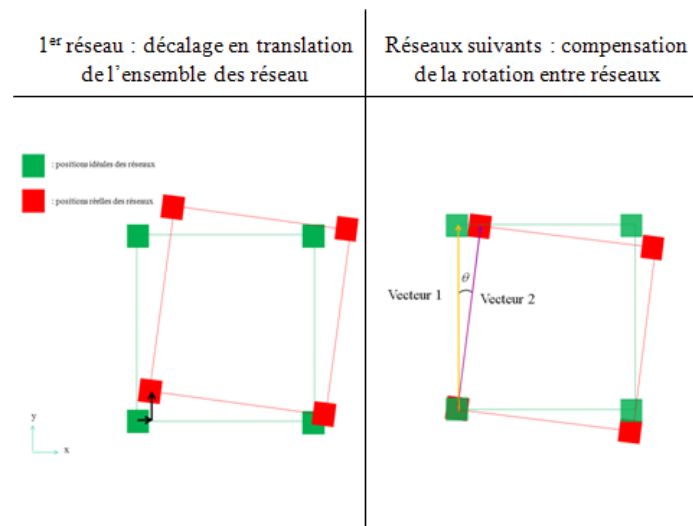 1er réseau : décalage en translation
de l'ensemble des réseau
Réseaux suivants : compensation
de la rotation entre réseaux
: positions idéales des réseaux
: positions réelles des réseaux
θ
Vecteur 1
Vecteur 2
y
x